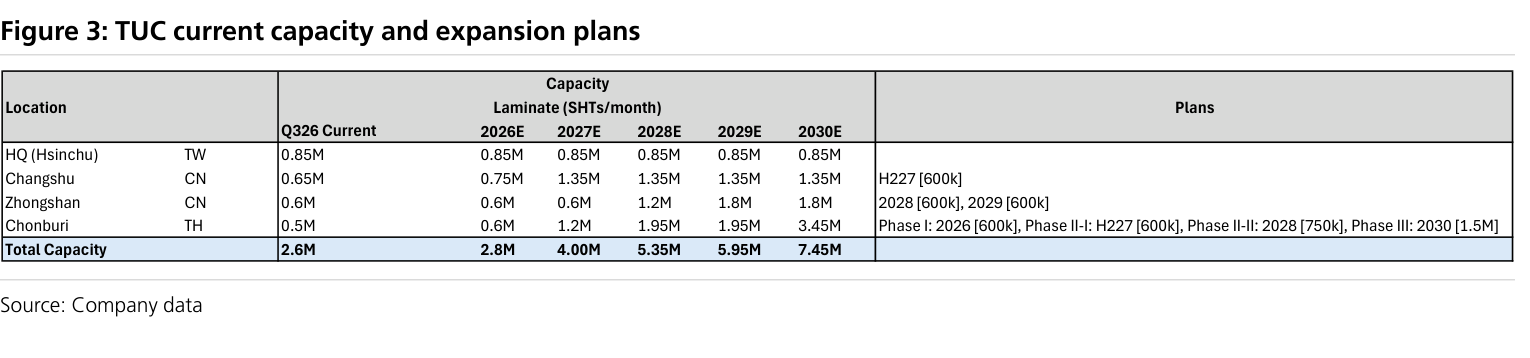 Figure 3: TUC current capacity and expansion plans
Capacity
Location Laminate (SHTs/month) Plans
Q326 Current 2026E 2027E 2028E 2029E 2030E
HQ (Hsinchu) TW 0.85M 0.85M 0.85M 0.85M 0.85M 0.85M
Changshu CN 0.65M 0.75M 1.35M 1.35M 1.35M 1.35M H227 [600k]
Zhongshan CN 0.6M 0.6M 0.6M 1.2M 1.8M 1.8M 2028 [600k], 2029 [600k]
Chonburi TH 0.5M 0.6M 1.2M 1.95M 1.95M 3.45M Phase I: 2026 [600k], Phase II-I: H227 [600k], Phase II-II: 2028 [750k], Phase III: 2030 [1.5M]
Total Capacity 2.6M 2.8M 4.00M 5.35M 5.95M 7.45M
Source: Company data